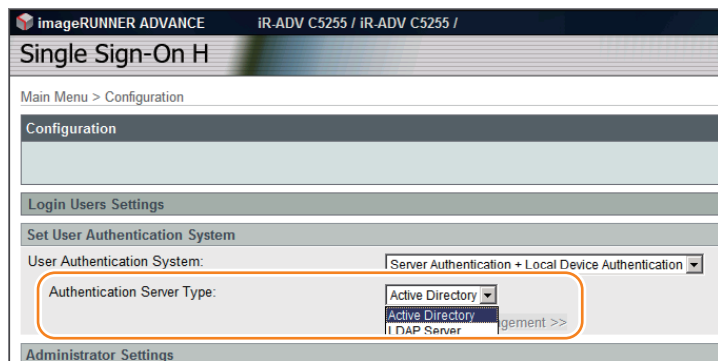 imageRUNNER ADVANCE iR-ADV C5255 / iR-ADV C5255 /
Single Sign-On H
Main Menu > Configuration
Configuration
Login Users Settings
Set User Authentication System
User Authentication System: Server Authentication + Local Device Authentication
Authentication Server Type: Active Directory
Active Directory
LDAP Server
Administrator Settings